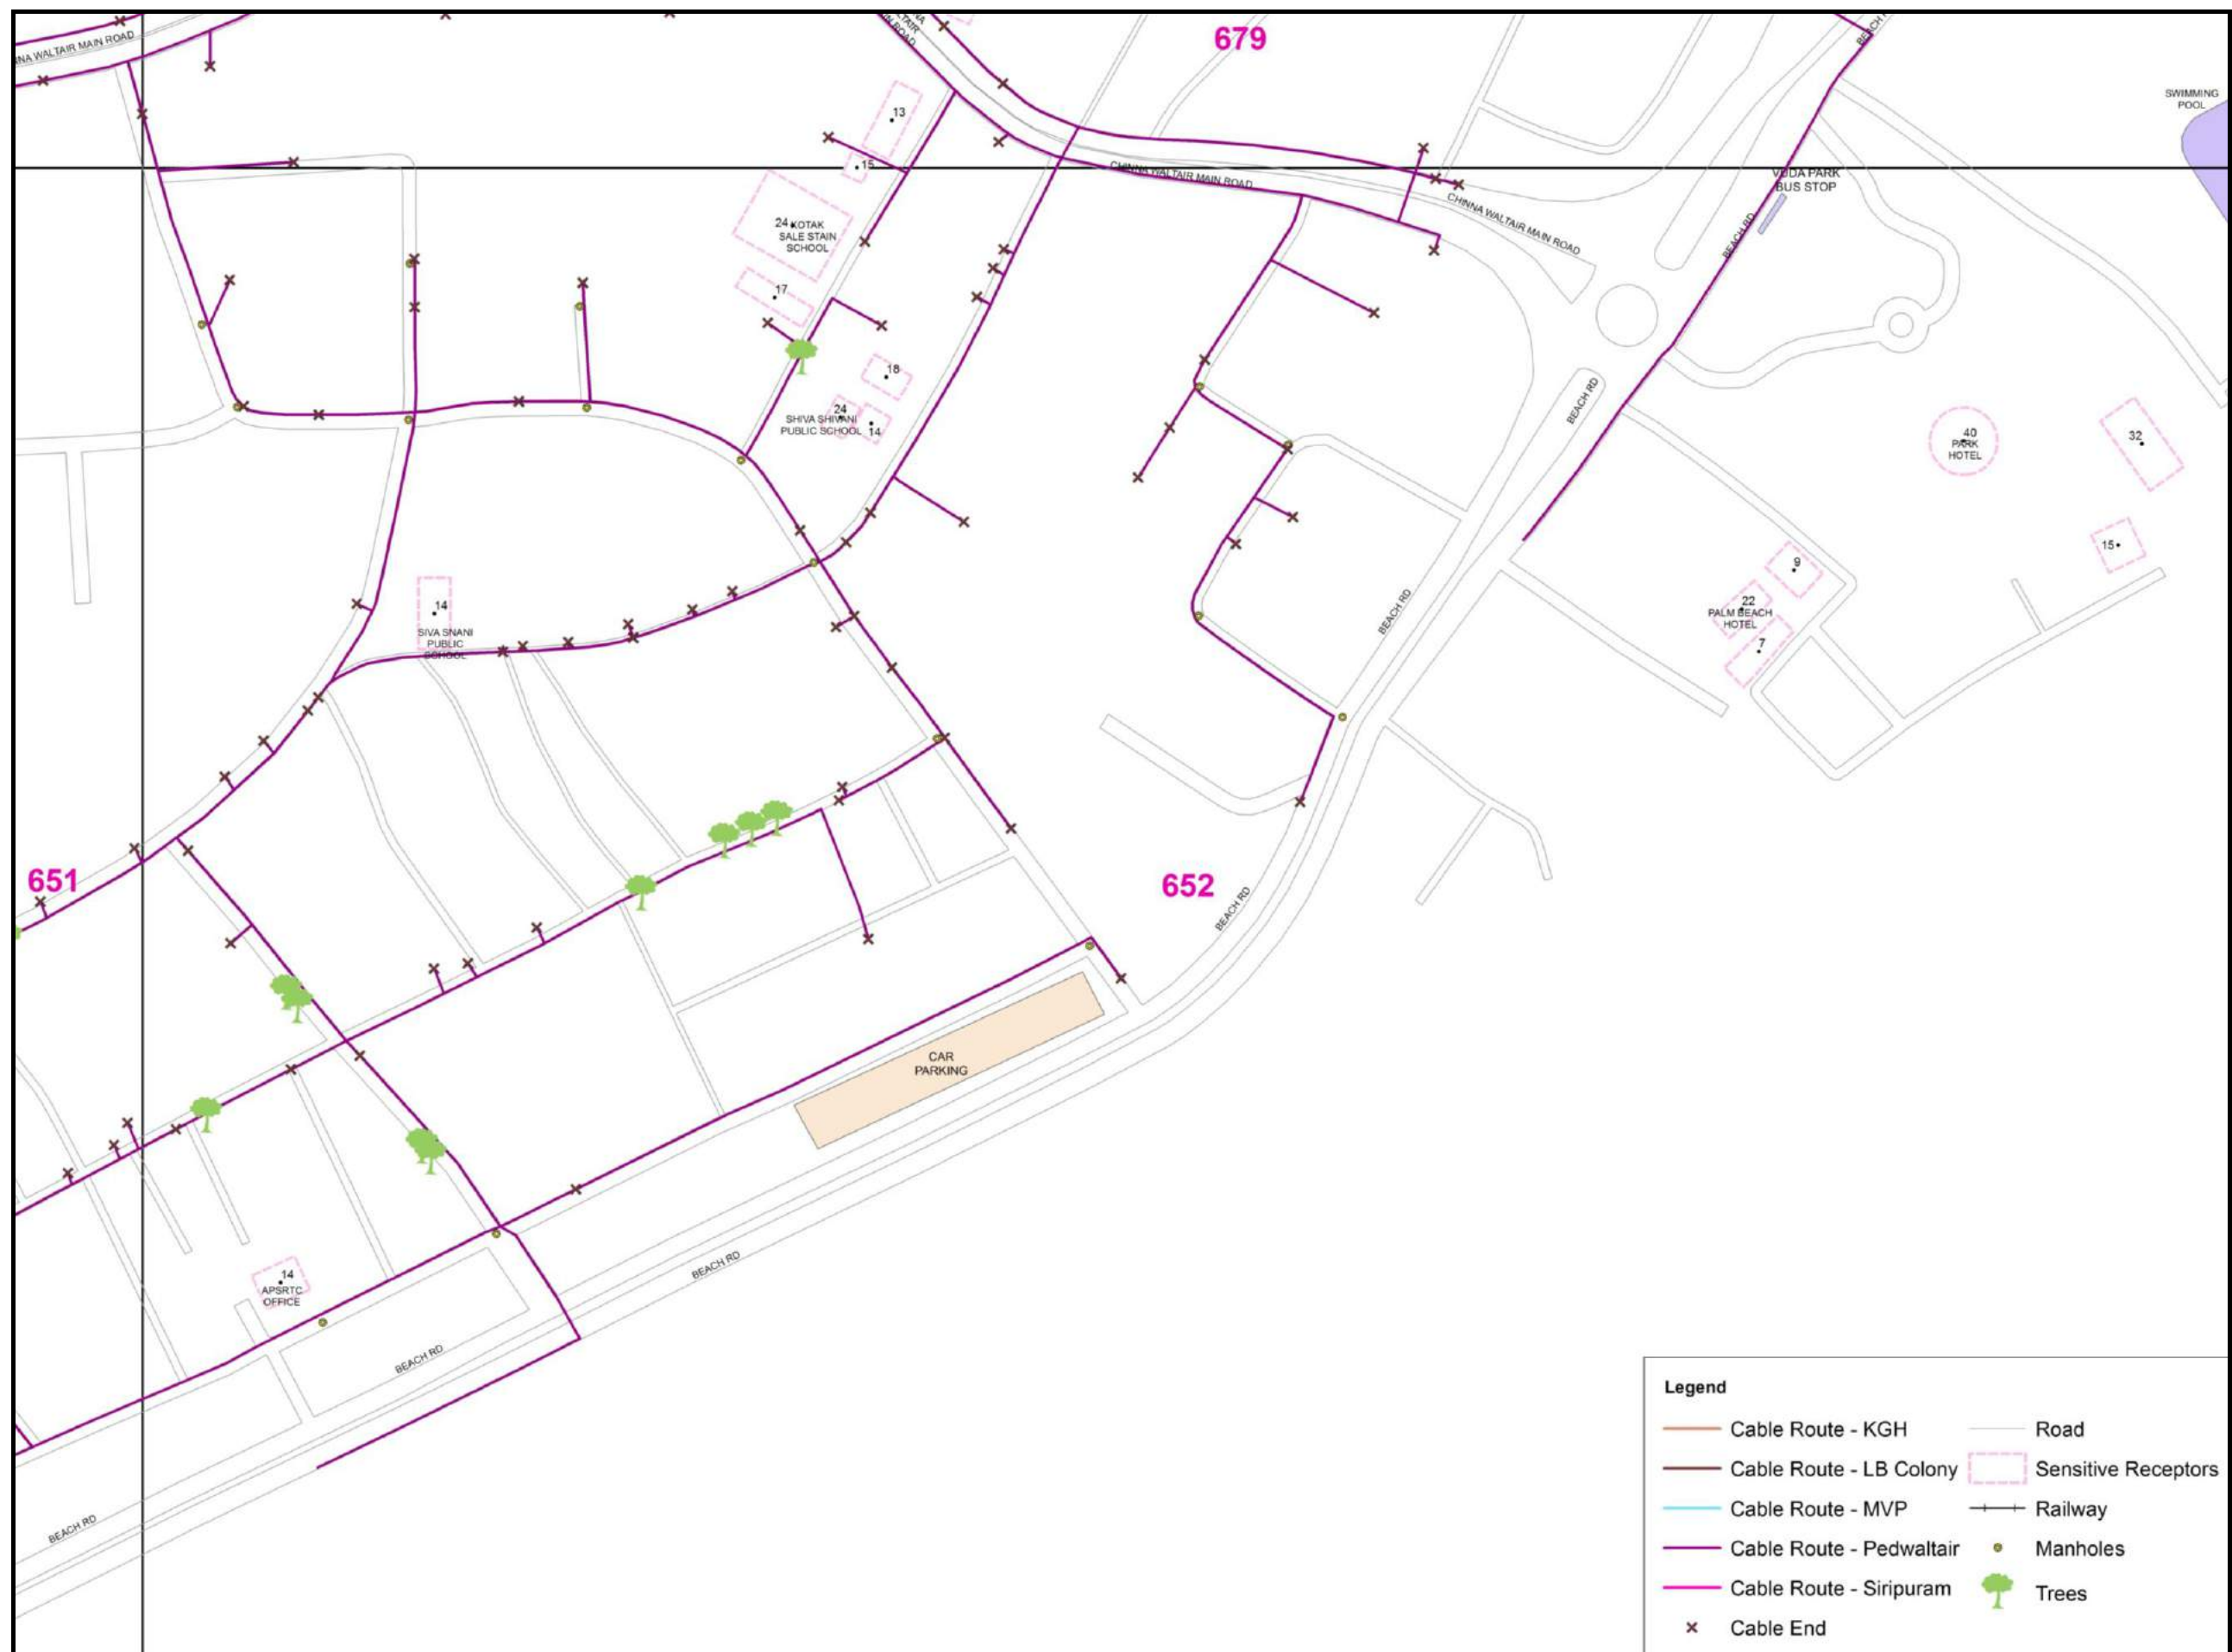 679
NNA WALTAIR MAIN ROAD
BEACH R
SWIMMING
POOL
13
15
CHINNA WALTAIR MAIN ROAD
VUDA PARK
BUS STOP
CHINNA WALTAIR MAIN ROAD
BEACH RD
24 KOTAK
SALE STAIN
SCHOOL
17
18
24
SHIVA SHIVANI
PUBLIC SCHOOL
14
BEACH RD
40
PARK
HOTEL
32
15
9
22
PALM BEACH
HOTEL
7
BEACH RD
14
SIVA SNANI
PUBLIC
SCHOOL
651
652
BEACH RD
CAR
PARKING
14
APSRTC
OFFICE
BEACH RD
BEACH RD
BEACH RD
Legend
Cable Route - KGH
Cable Route - LB Colony
Cable Route - MVP
Cable Route - Pedwaltair
Cable Route - Siripuram
Cable End
Road
Sensitive Receptors
Railway
Manholes
Trees